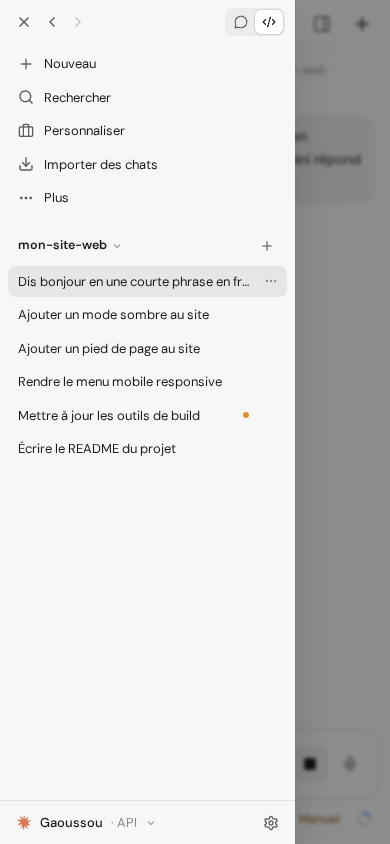 Nouveau
Rechercher
Personnaliser
Importer des chats
Plus
mon-site-web
Dis bonjour en une courte phrase en fr...
Ajouter un mode sombre au site
Ajouter un pied de page au site
Rendre le menu mobile responsive
Mettre à jour les outils de build
Écrire le README du projet
répond
Manuel
Gaoussou · API